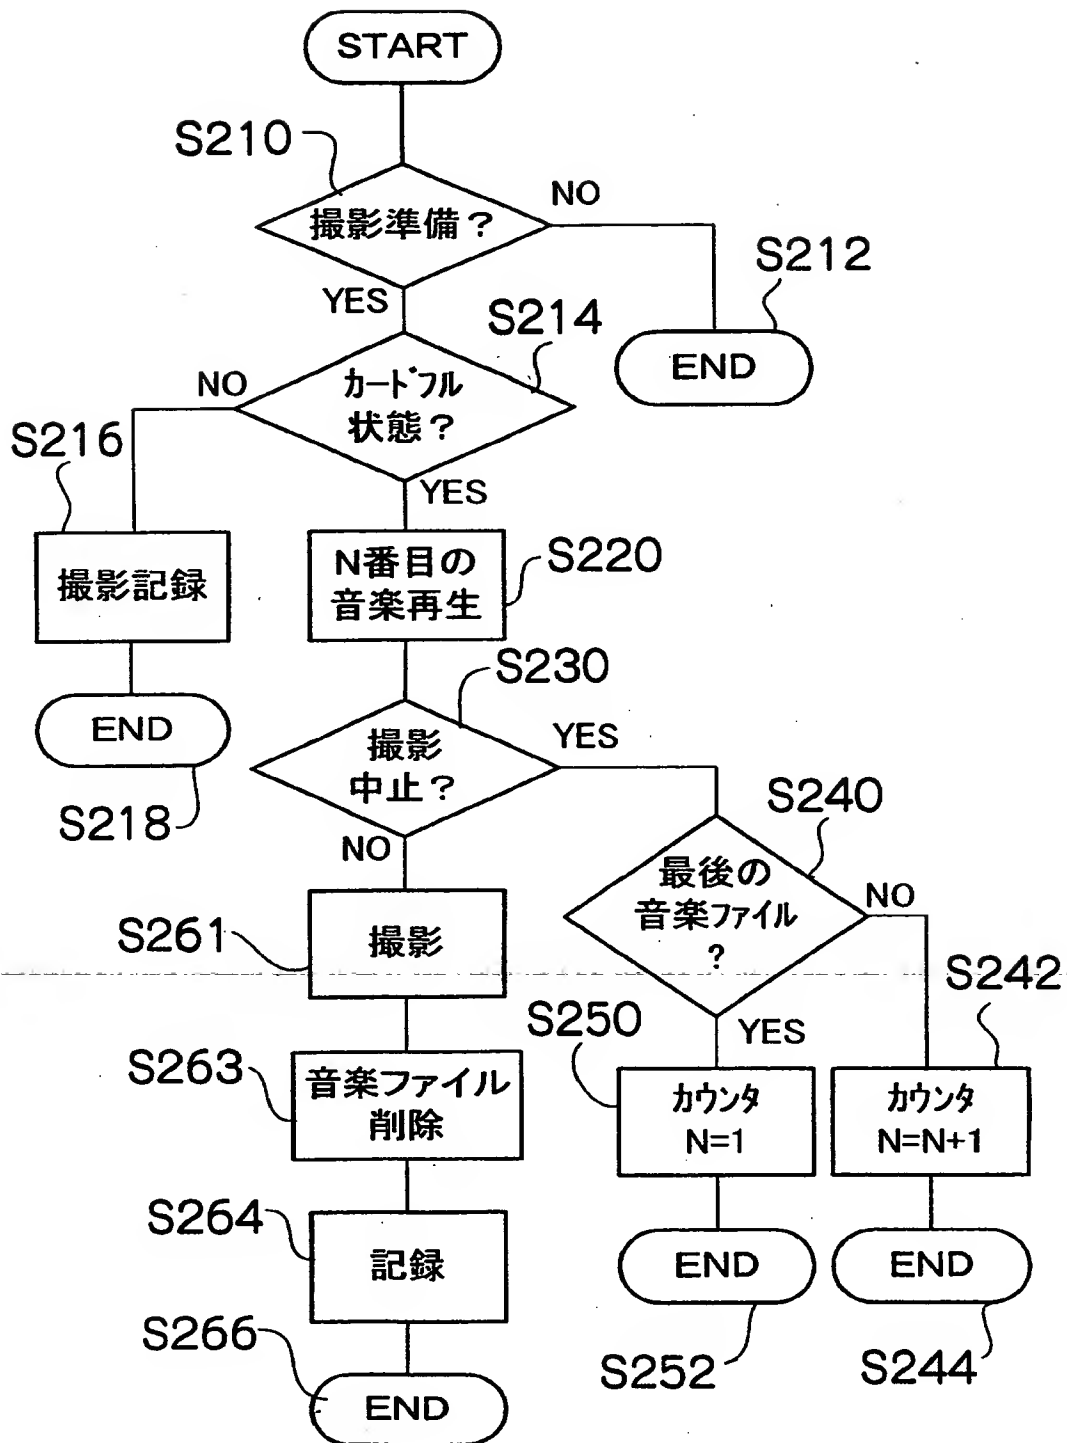 START
S210
撮影準備?
NO
S212
YES
S214
END
NO
カードフル
状態?
S216
YES
撮影記録
N番目の
音楽再生
S220
END
S230
撮影
中止?
YES
S218
S240
NO
最後の
音楽ファイル
?
NO
S261
撮影
S242
S250
YES
S263
音楽ファイル
削除
カウンタ
N=1
カウンタ
N=N+1
S264
記録
END
END
S266
S252
S244
END